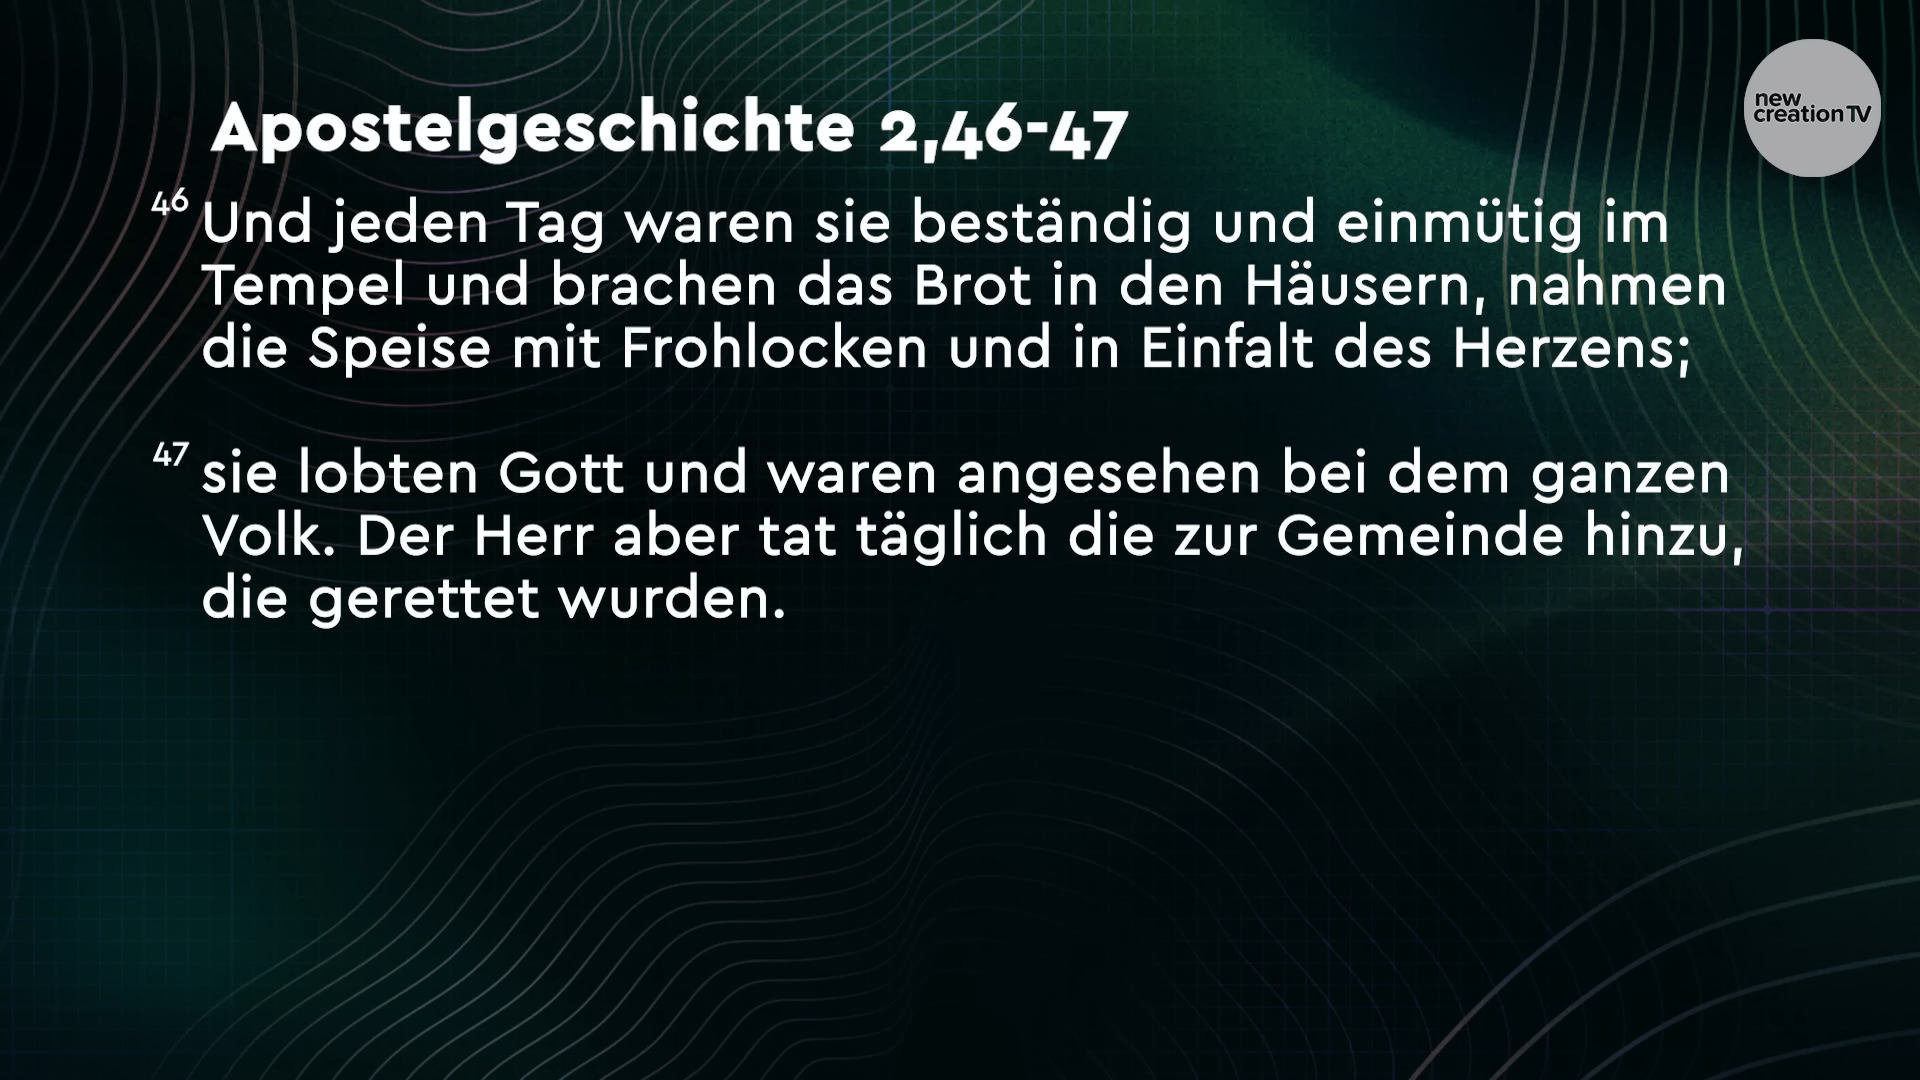 Apostelgeschichte 2,46-47
new
creationTV
46 Und jeden Tag waren sie beständig und einmütig im
Tempel und brachen das Brot in den Häusern, nahmen
die Speise mit Frohlocken und in Einfalt des Herzens;
47 sie lobten Gott und waren angesehen bei dem ganzen
Volk. Der Herr aber tat täglich die zur Gemeinde hinzu,
die gerettet wurden.